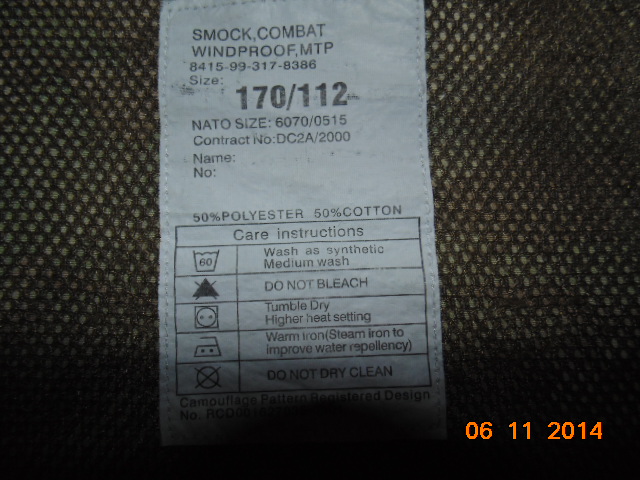 SMOCK,COMBAT
WINDPROOF,MTP
8415-99-317-8386
Size:
170/112
NATO SIZE: 6070/0515
Contract No:DC2A/2000
Name:
No:
50%POLYESTER 50%COTTON
Care instructions
60
Wash as synthetic
Medium wash
DO NOT BLEACH
Tumble Dry
Higher heat setting
Warm iron(Steam iron to
improve water repellency)
DO NOT DRY CLEAN
Camouflage Pattern Registered Design
No.
06 11 2014